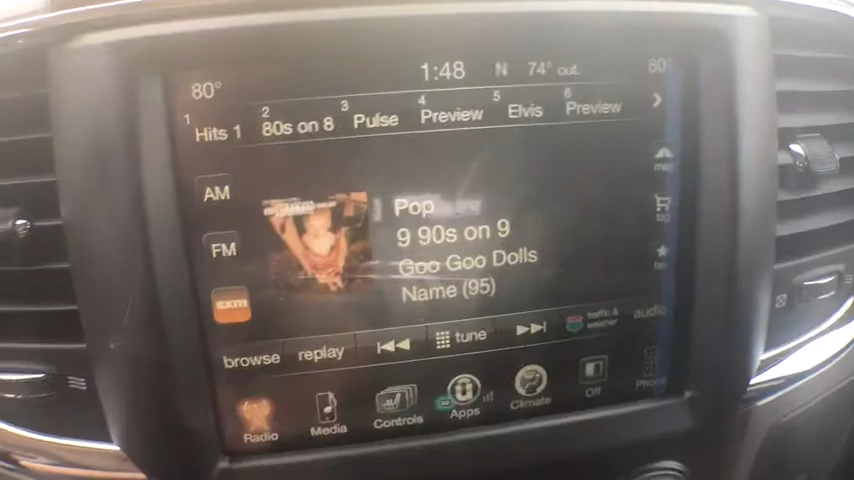 80° 1:48 N 74° out. 80°
1 Hits 1 2 80s on 8 3 Pulse 4 Preview 5 Elvis 6 Preview
AM
FM
sxm
Pop
9 90s on 9
Goo Goo Dolls
Name (95)
tag
browse replay tune traffic & weather audio
Radio Media Controls Apps Climate Off Phone